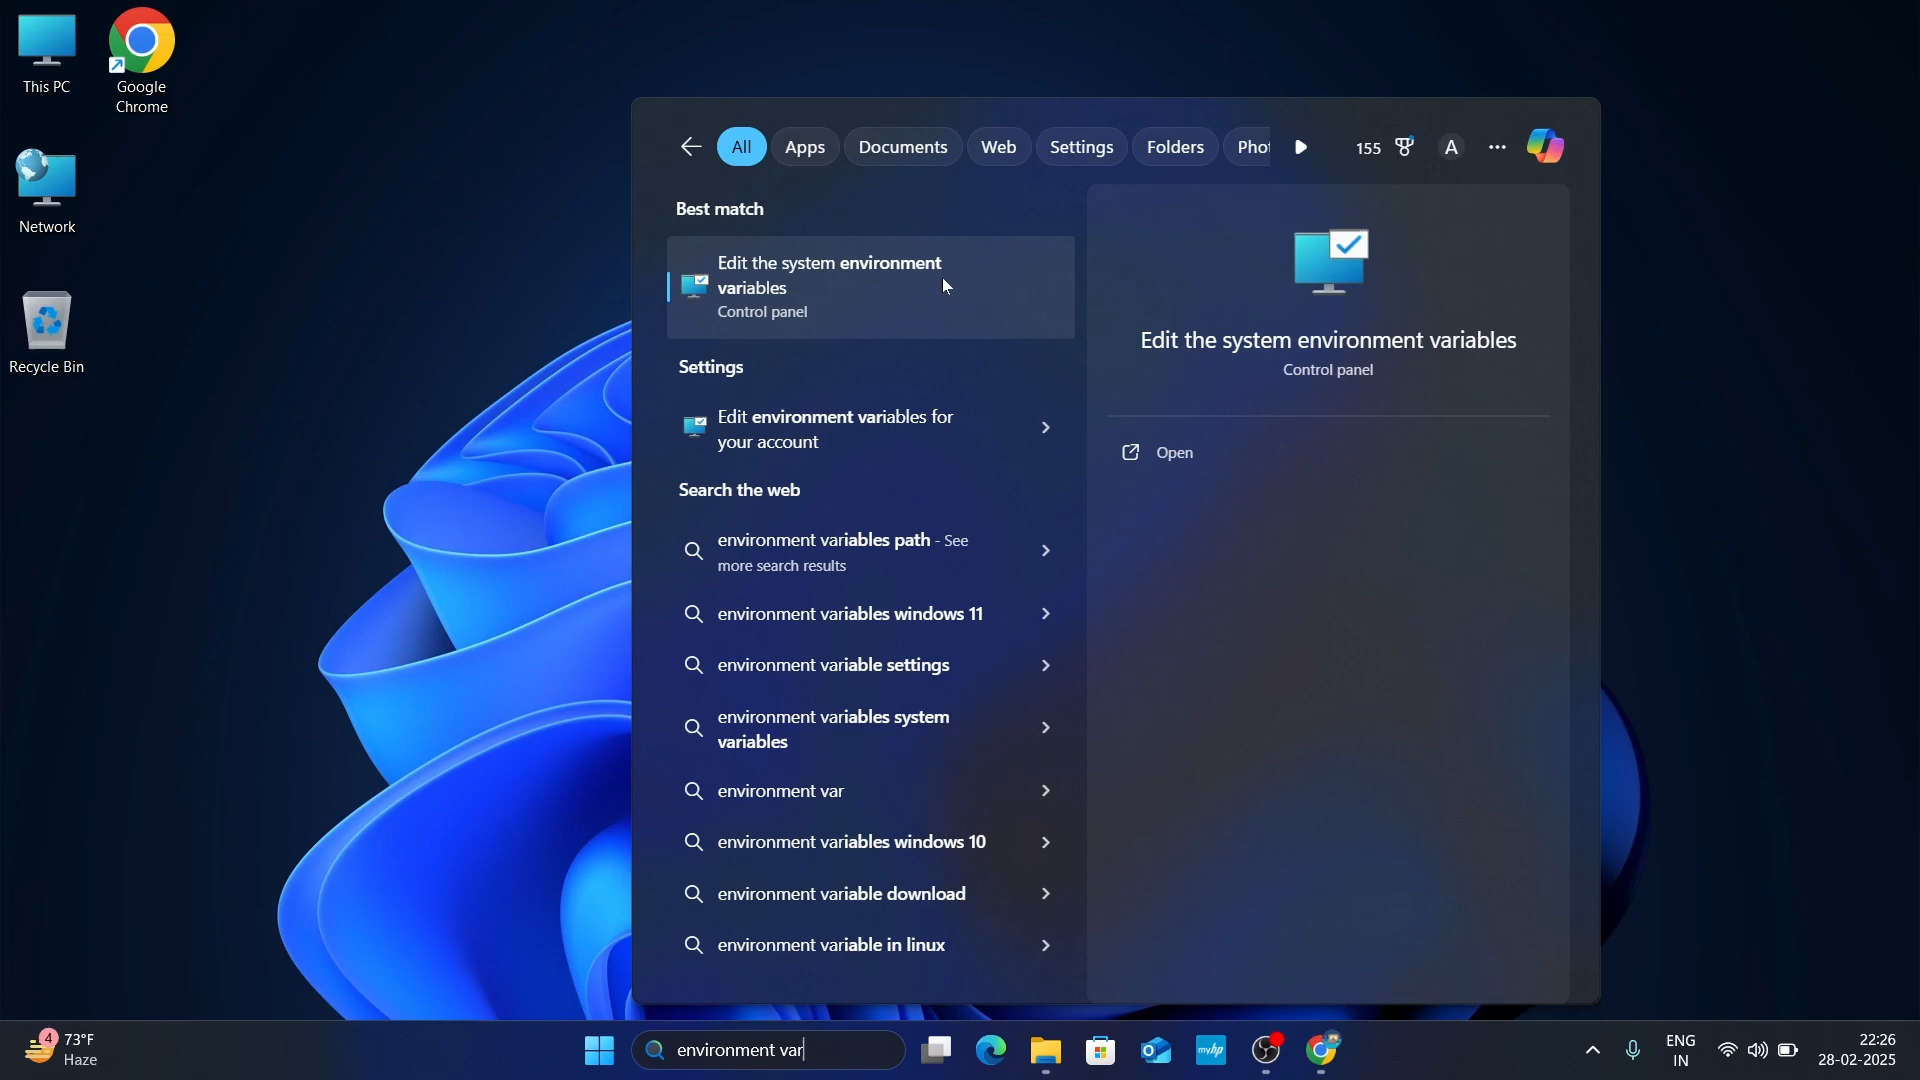 This PC
Google
Chrome
Network
Recycle Bin
All
Apps
Documents
Web
Settings
Folders
Phot
155
A
Best match
Edit the system environment
variables
Control panel
Settings
Edit environment variables for
your account
Search the web
environment variables path - See
more search results
environment variables windows 11
environment variable settings
environment variables system
variables
environment var
environment variables windows 10
environment variable download
environment variable in linux
Edit the system environment variables
Control panel
Open
4
73°F
Haze
environment var
myhp
ENG
IN
22:26
28-02-2025